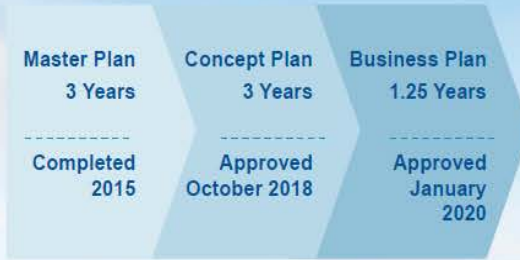 Master Plan
3 Years
Completed
2015
Concept Plan
3 Years
Approved
October 2018
Business Plan
1.25 Years
Approved
January
2020